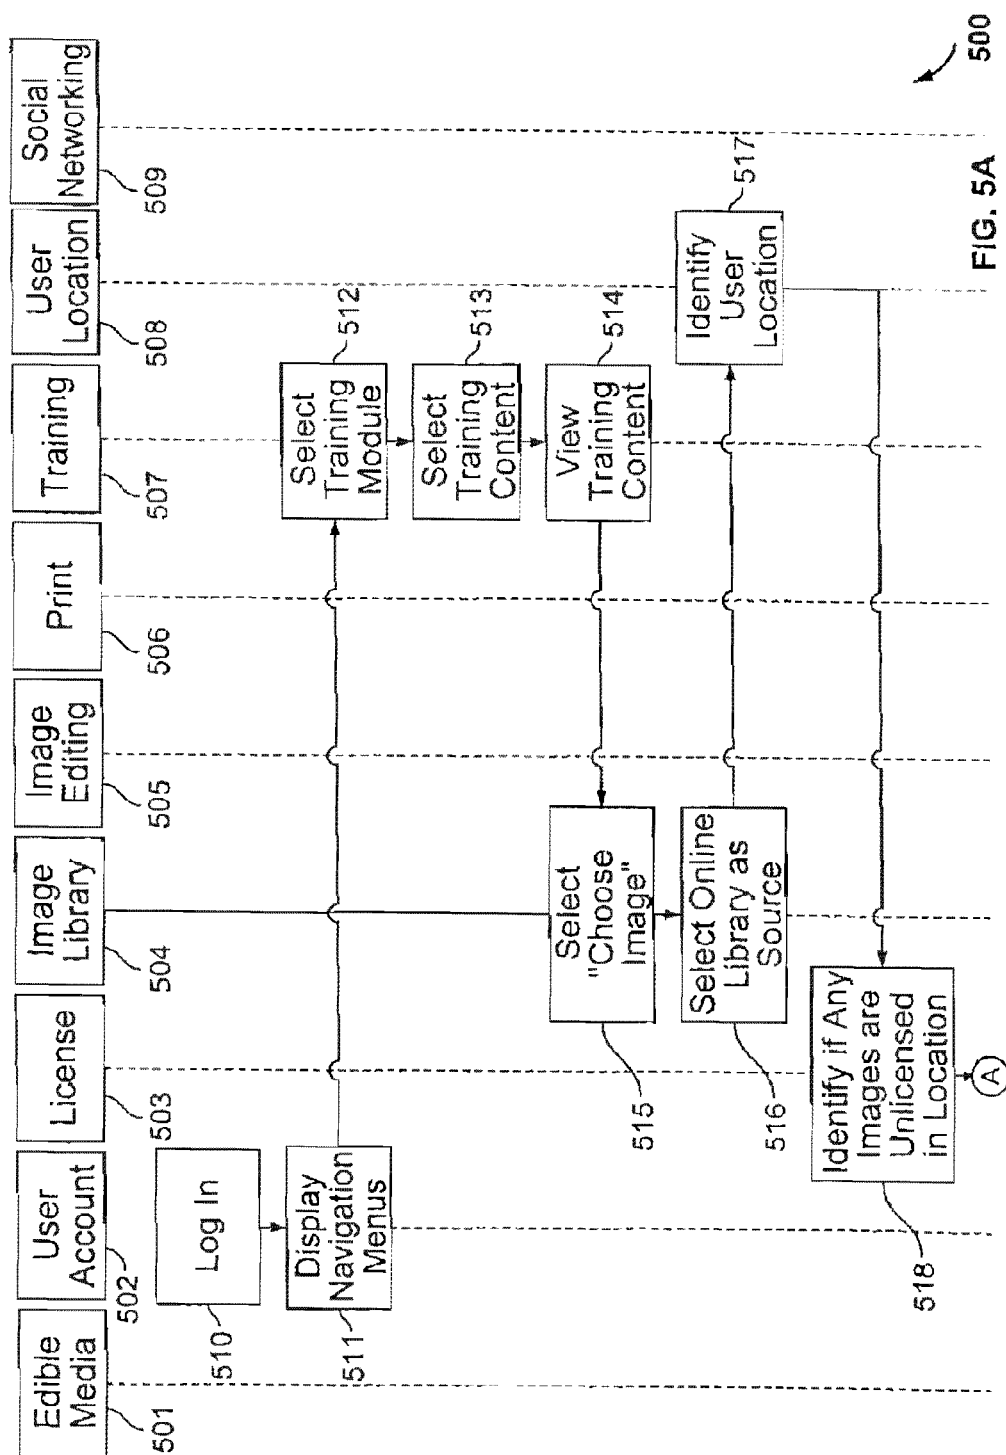 Edible
Media
501
User
Account
502
License
503
Image
Library
504
Image
Editing
505
Print
506
Training
507
User
Location
508
Social
Networking
509
Log In
510
Display
Navigation
Menus
511
Select
Training
Module
512
Select
Training
Content
513
View
Training
Content
514
Select
"Choose
Image"
515
Select Online
Library as
Source
516
Identify
User
Location
517
Identify if Any
Images are
Unlicensed
in Location
518
A
500
FIG. 5A